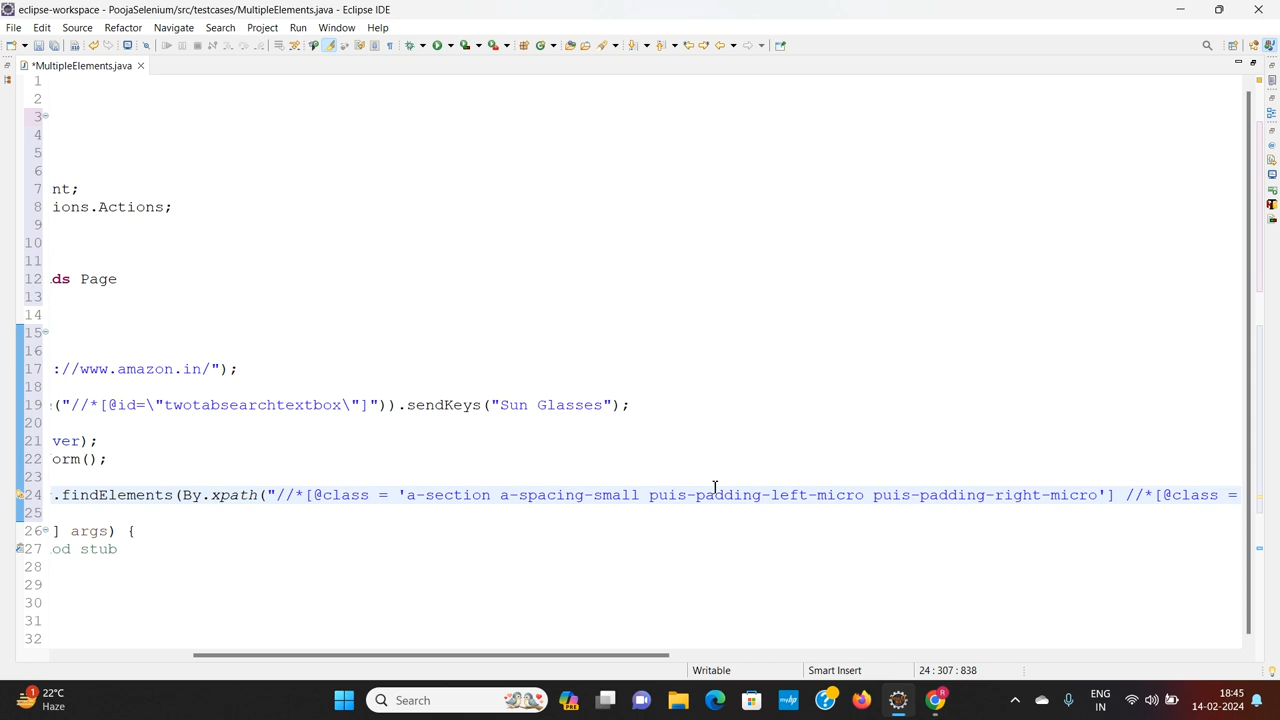 eclipse-workspace - PoojaSelenium/src/testcases/MultipleElements.java - Eclipse IDE
File Edit Source Refactor Navigate Search Project Run Window Help
*MultipleElements.java
1
2
3
4
5
6
7 nt;
8 ions.Actions;
9
10
11
12 ds Page
13
14
15
16
17 ://www.amazon.in/");
18
19 ("//*[@id=\"twotabsearchtextbox\"]")).sendKeys("Sun Glasses");
20
21 ver);
22 orm();
23
24 .findElements(By.xpath("//*[@class = 'a-section a-spacing-small puis-padding-left-micro puis-padding-right-micro'] //*[@class =
25
26 ] args) {
27 od stub
28
29
30
31
32
Writable Smart Insert 24 : 307 : 838
1 22°C
Haze
Search
PRE
hp
R
ENG
IN
18:45
14-02-2024